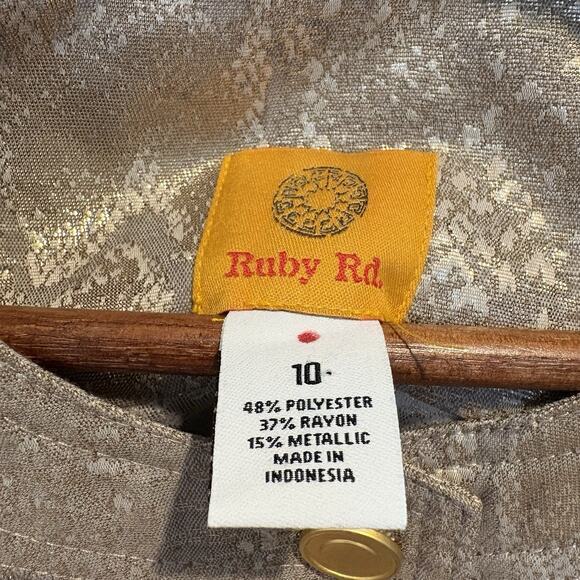 Ruby Rd.
10
48% POLYESTER
37% RAYON
15% METALLIC
MADE IN
INDONESIA